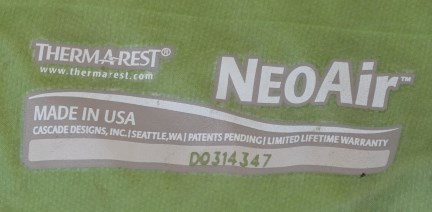 THERM-A-REST®
www.thermarest.com
NEOAir™
MADE IN USA
CASCADE DESIGNS, INC. | SEATTLE, WA | PATENTS PENDING | LIMITED LIFETIME WARRANTY
DO314347